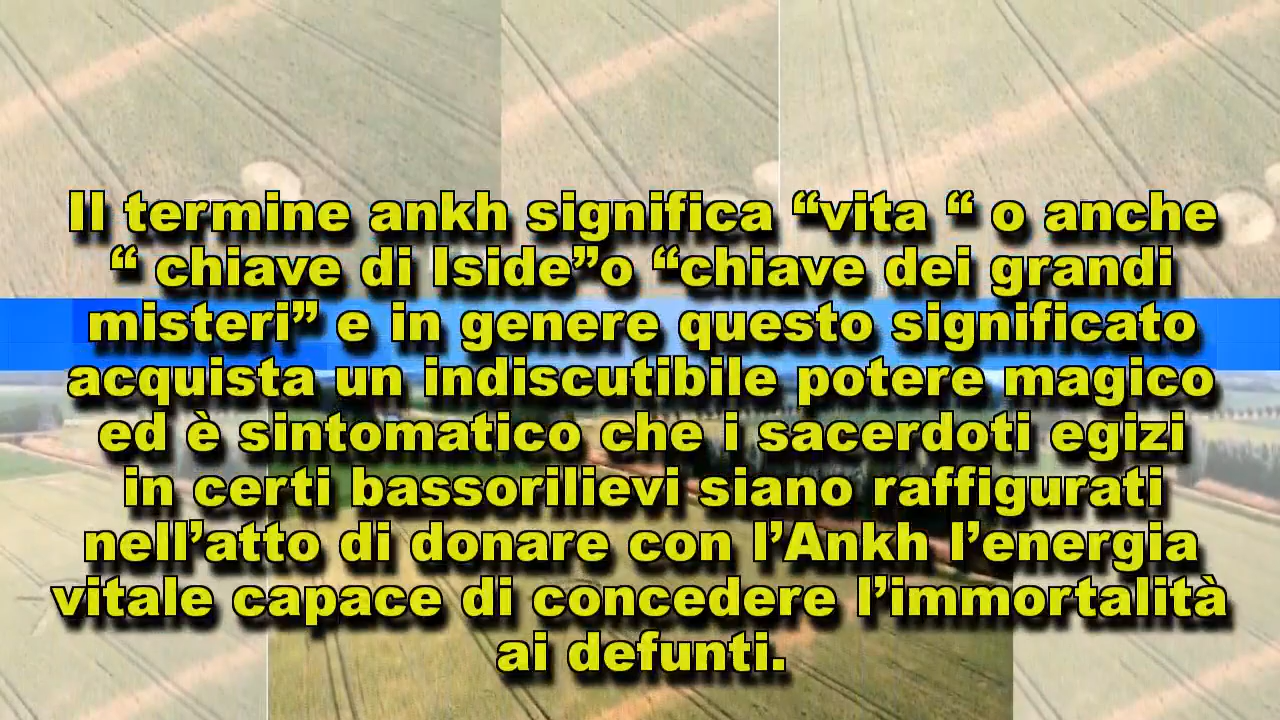 Il termine ankh significa “vita “ o anche
“ chiave di Iside”o “chiave dei grandi
misteri” e in genere questo significato
acquista un indiscutibile potere magico
ed è sintomatico che i sacerdoti egizi
in certi bassorilievi siano raffigurati
nell’atto di donare con l’Ankh l’energia
vitale capace di concedere l’immortalità
ai defunti.